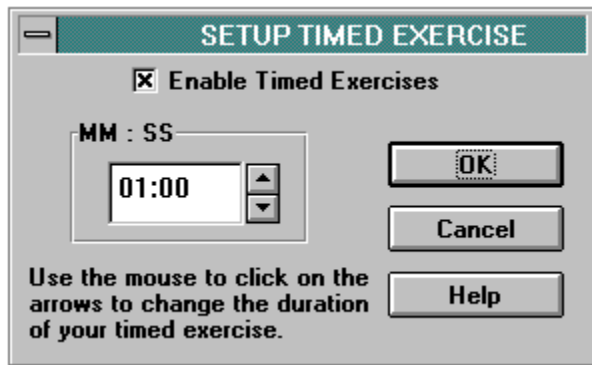 SETUP TIMED EXERCISE
Enable Timed Exercises
MM : SS
01:00
OK
Cancel
Help
Use the mouse to click on the
arrows to change the duration
of your timed exercise.